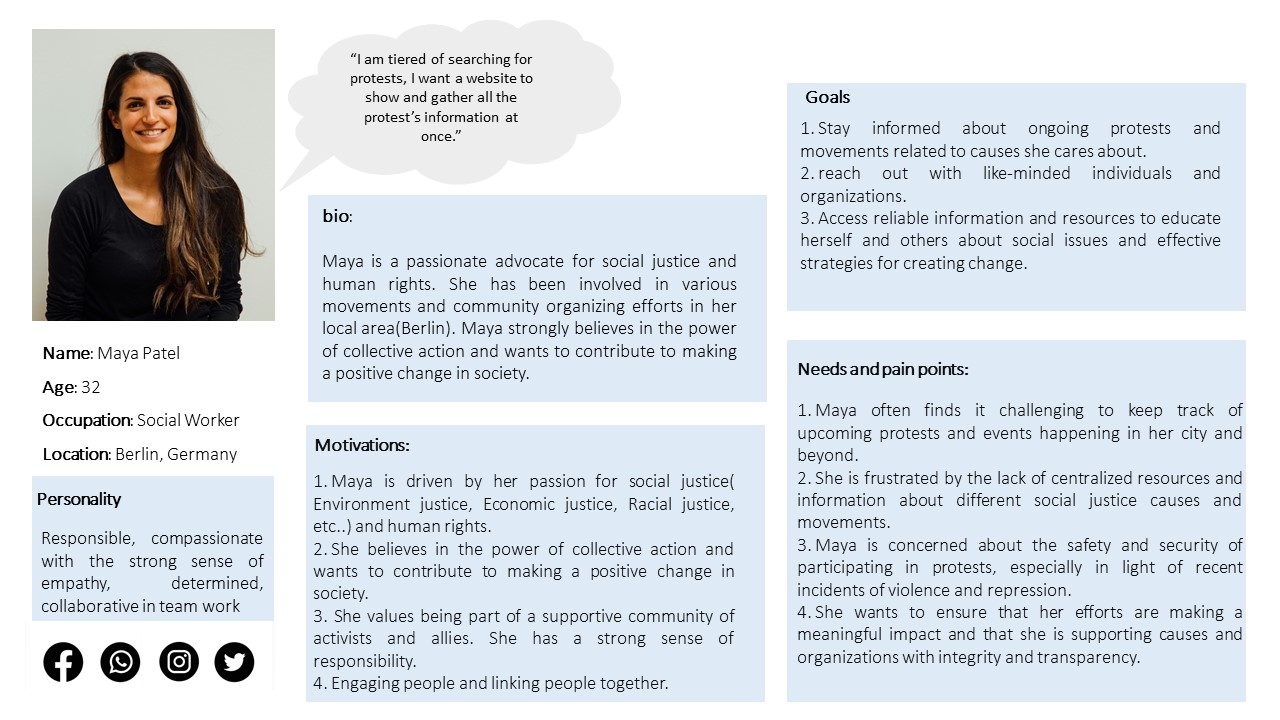 “I am tiered of searching for
protests, I want a website to
show and gather all the
protest’s information at
once.”
Name: Maya Patel
Age: 32
Occupation: Social Worker
Location: Berlin, Germany
Personality
Responsible, compassionate
with the strong sense of
empathy, determined,
collaborative in team work
bio:
Maya is a passionate advocate for social justice and
human rights. She has been involved in various
movements and community organizing efforts in her
local area(Berlin). Maya strongly believes in the power
of collective action and wants to contribute to making
a positive change in society.
Motivations:
1. Maya is driven by her passion for social justice(
Environment justice, Economic justice, Racial justice,
etc..) and human rights.
2. She believes in the power of collective action and
wants to contribute to making a positive change in
society.
3. She values being part of a supportive community of
activists and allies. She has a strong sense of
responsibility.
4. Engaging people and linking people together.
Goals
1. Stay informed about ongoing protests and
movements related to causes she cares about.
2. reach out with like-minded individuals and
organizations.
3. Access reliable information and resources to educate
herself and others about social issues and effective
strategies for creating change.
Needs and pain points:
1. Maya often finds it challenging to keep track of
upcoming protests and events happening in her city and
beyond.
2. She is frustrated by the lack of centralized resources and
information about different social justice causes and
movements.
3. Maya is concerned about the safety and security of
participating in protests, especially in light of recent
incidents of violence and repression.
4. She wants to ensure that her efforts are making a
meaningful impact and that she is supporting causes and
organizations with integrity and transparency.